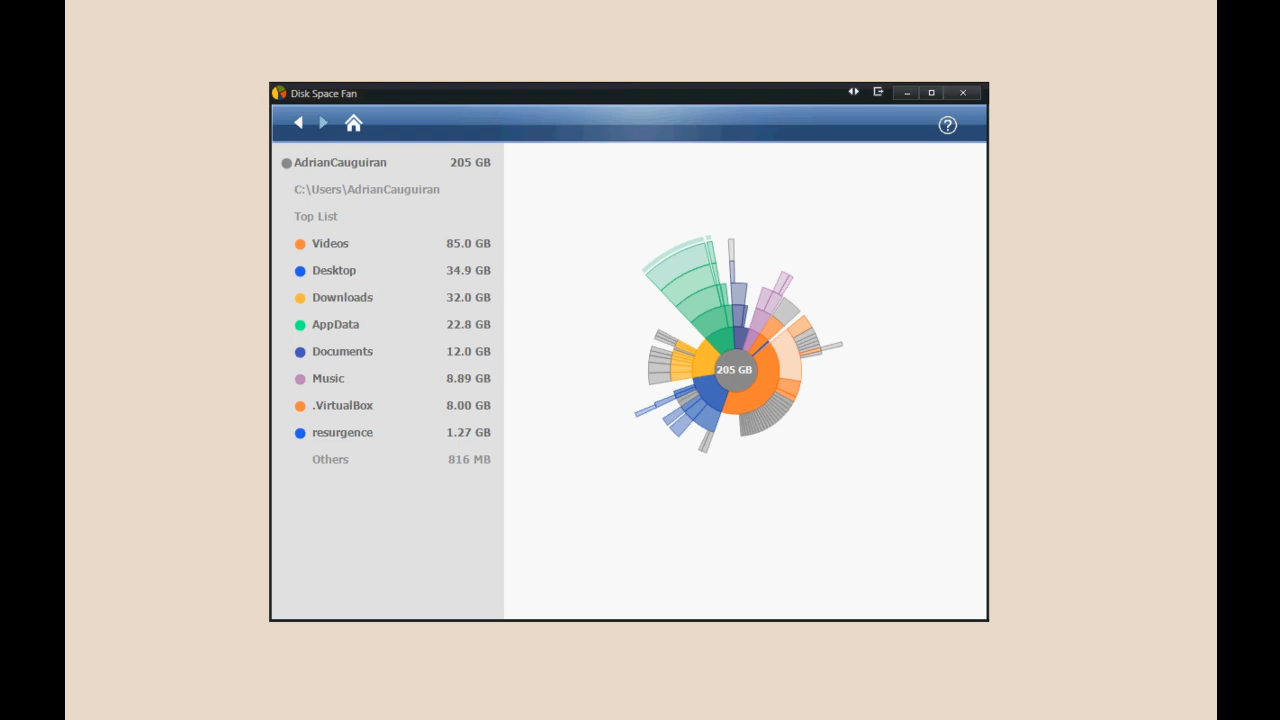 Disk Space Fan
AdrianCauguiran 205 GB
C:\Users\AdrianCauguiran
Top List
Videos 85.0 GB
Desktop 34.9 GB
Downloads 32.0 GB
AppData 22.8 GB
Documents 12.0 GB
Music 8.89 GB
.VirtualBox 8.00 GB
resurgence 1.27 GB
Others 816 MB
205 GB